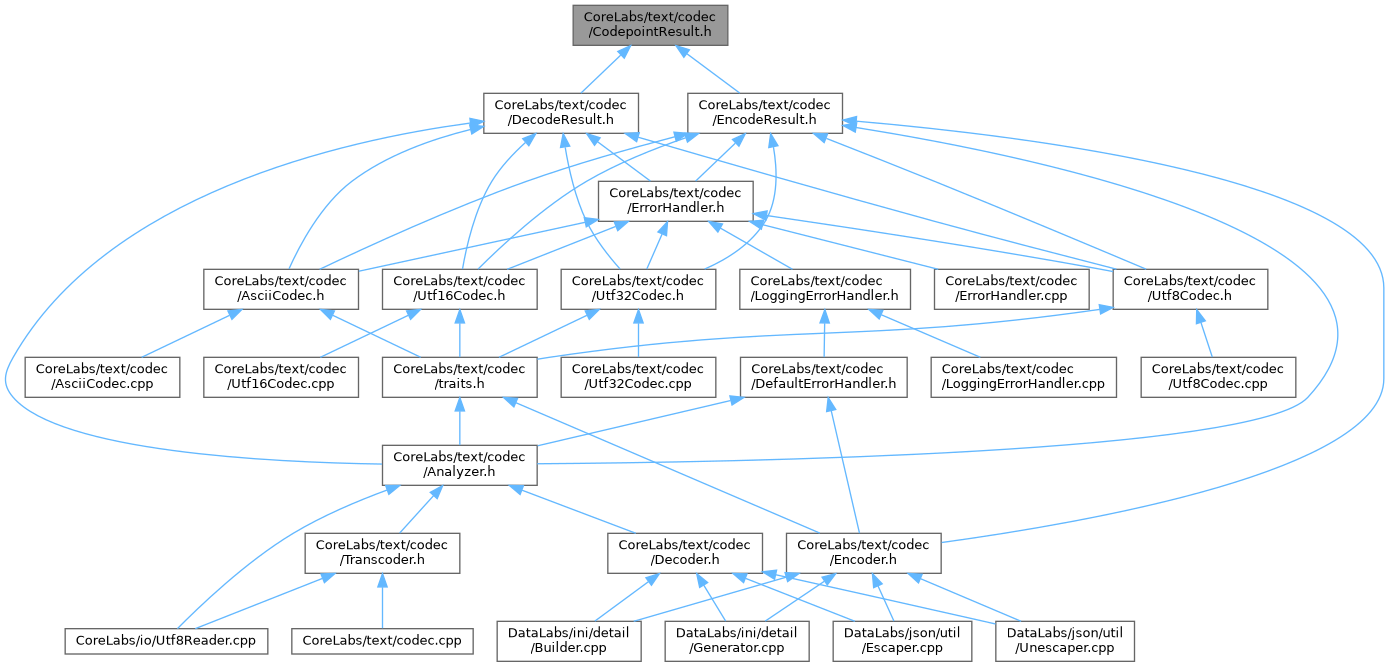 CoreLabs/text/codec
/CodepointResult.h
CoreLabs/text/codec
/DecodeResult.h
CoreLabs/text/codec
/EncodeResult.h
CoreLabs/text/codec
/ErrorHandler.h
CoreLabs/text/codec
/AsciiCodec.h
CoreLabs/text/codec
/Utf16Codec.h
CoreLabs/text/codec
/Utf32Codec.h
CoreLabs/text/codec
/LoggingErrorHandler.h
CoreLabs/text/codec
/ErrorHandler.cpp
CoreLabs/text/codec
/Utf8Codec.h
CoreLabs/text/codec
/AsciiCodec.cpp
CoreLabs/text/codec
/Utf16Codec.cpp
CoreLabs/text/codec
/traits.h
CoreLabs/text/codec
/Utf32Codec.cpp
CoreLabs/text/codec
/DefaultErrorHandler.h
CoreLabs/text/codec
/LoggingErrorHandler.cpp
CoreLabs/text/codec
/Utf8Codec.cpp
CoreLabs/text/codec
/Analyzer.h
CoreLabs/text/codec
/Transcoder.h
CoreLabs/text/codec
/Decoder.h
CoreLabs/text/codec
/Encoder.h
CoreLabs/io/Utf8Reader.cpp
CoreLabs/text/codec.cpp
DataLabs/ini/detail
/Builder.cpp
DataLabs/ini/detail
/Generator.cpp
DataLabs/json/util
/Escaper.cpp
DataLabs/json/util
/Unescaper.cpp